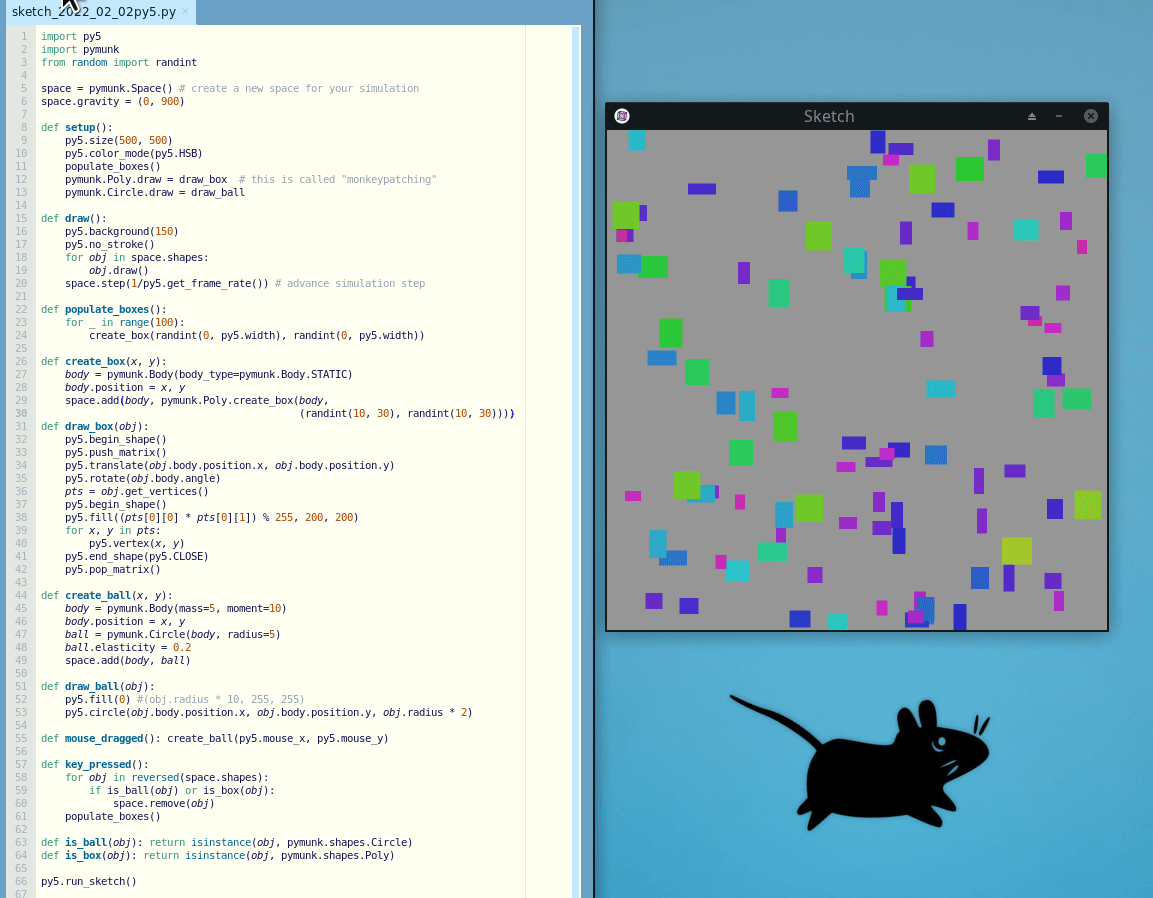 sketch_2022_02_02py5.py ×
1 import py5
2 import pymunk
3 from random import randint
4
5 space = pymunk.Space() # create a new space for your simulation
6 space.gravity = (0, 900)
7
8 def setup():
9     py5.size(500, 500)
10     py5.color_mode(py5.HSB)
11     populate_boxes()
12     pymunk.Poly.draw = draw_box  # this is called "monkeypatching"
13     pymunk.Circle.draw = draw_ball
14
15 def draw():
16     py5.background(150)
17     py5.no_stroke()
18     for obj in space.shapes:
19         obj.draw()
20     space.step(1/py5.get_frame_rate()) # advance simulation step
21
22 def populate_boxes():
23     for _ in range(100):
24         create_box(randint(0, py5.width), randint(0, py5.width))
25
26 def create_box(x, y):
27     body = pymunk.Body(body_type=pymunk.Body.STATIC)
28     body.position = x, y
29     space.add(body, pymunk.Poly.create_box(body,
30                                            (randint(10, 30), randint(10, 30))))
31 def draw_box(obj):
32     py5.begin_shape()
33     py5.push_matrix()
34     py5.translate(obj.body.position.x, obj.body.position.y)
35     py5.rotate(obj.body.angle)
36     pts = obj.get_vertices()
37     py5.begin_shape()
38     py5.fill((pts[0][0] * pts[0][1]) % 255, 200, 200)
39     for x, y in pts:
40         py5.vertex(x, y)
41     py5.end_shape(py5.CLOSE)
42     py5.pop_matrix()
43
44 def create_ball(x, y):
45     body = pymunk.Body(mass=5, moment=10)
46     body.position = x, y
47     ball = pymunk.Circle(body, radius=5)
48     ball.elasticity = 0.2
49     space.add(body, ball)
50
51 def draw_ball(obj):
52     py5.fill(0) #(obj.radius * 10, 255, 255)
53     py5.circle(obj.body.position.x, obj.body.position.y, obj.radius * 2)
54
55 def mouse_dragged(): create_ball(py5.mouse_x, py5.mouse_y)
56
57 def key_pressed():
58     for obj in reversed(space.shapes):
59         if is_ball(obj) or is_box(obj):
60             space.remove(obj)
61     populate_boxes()
62
63 def is_ball(obj): return isinstance(obj, pymunk.shapes.Circle)
64 def is_box(obj): return isinstance(obj, pymunk.shapes.Poly)
65
66 py5.run_sketch()
67
Sketch